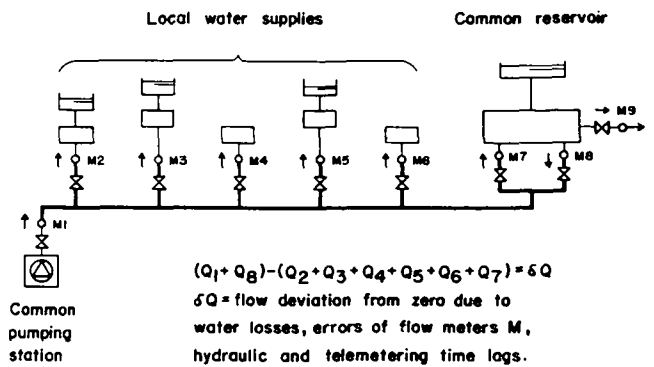 Local water supplies
Common reservoir
M9
M2
M3
M4
M5
M6
M7
M8
M1
(Q1+Q8)-(Q2+Q3+Q4+Q5+Q6+Q7)=δQ
Common
pumping
station
δQ=flow deviation from zero due to
water losses, errors of flow meters M,
hydraulic and telemetering time lags.